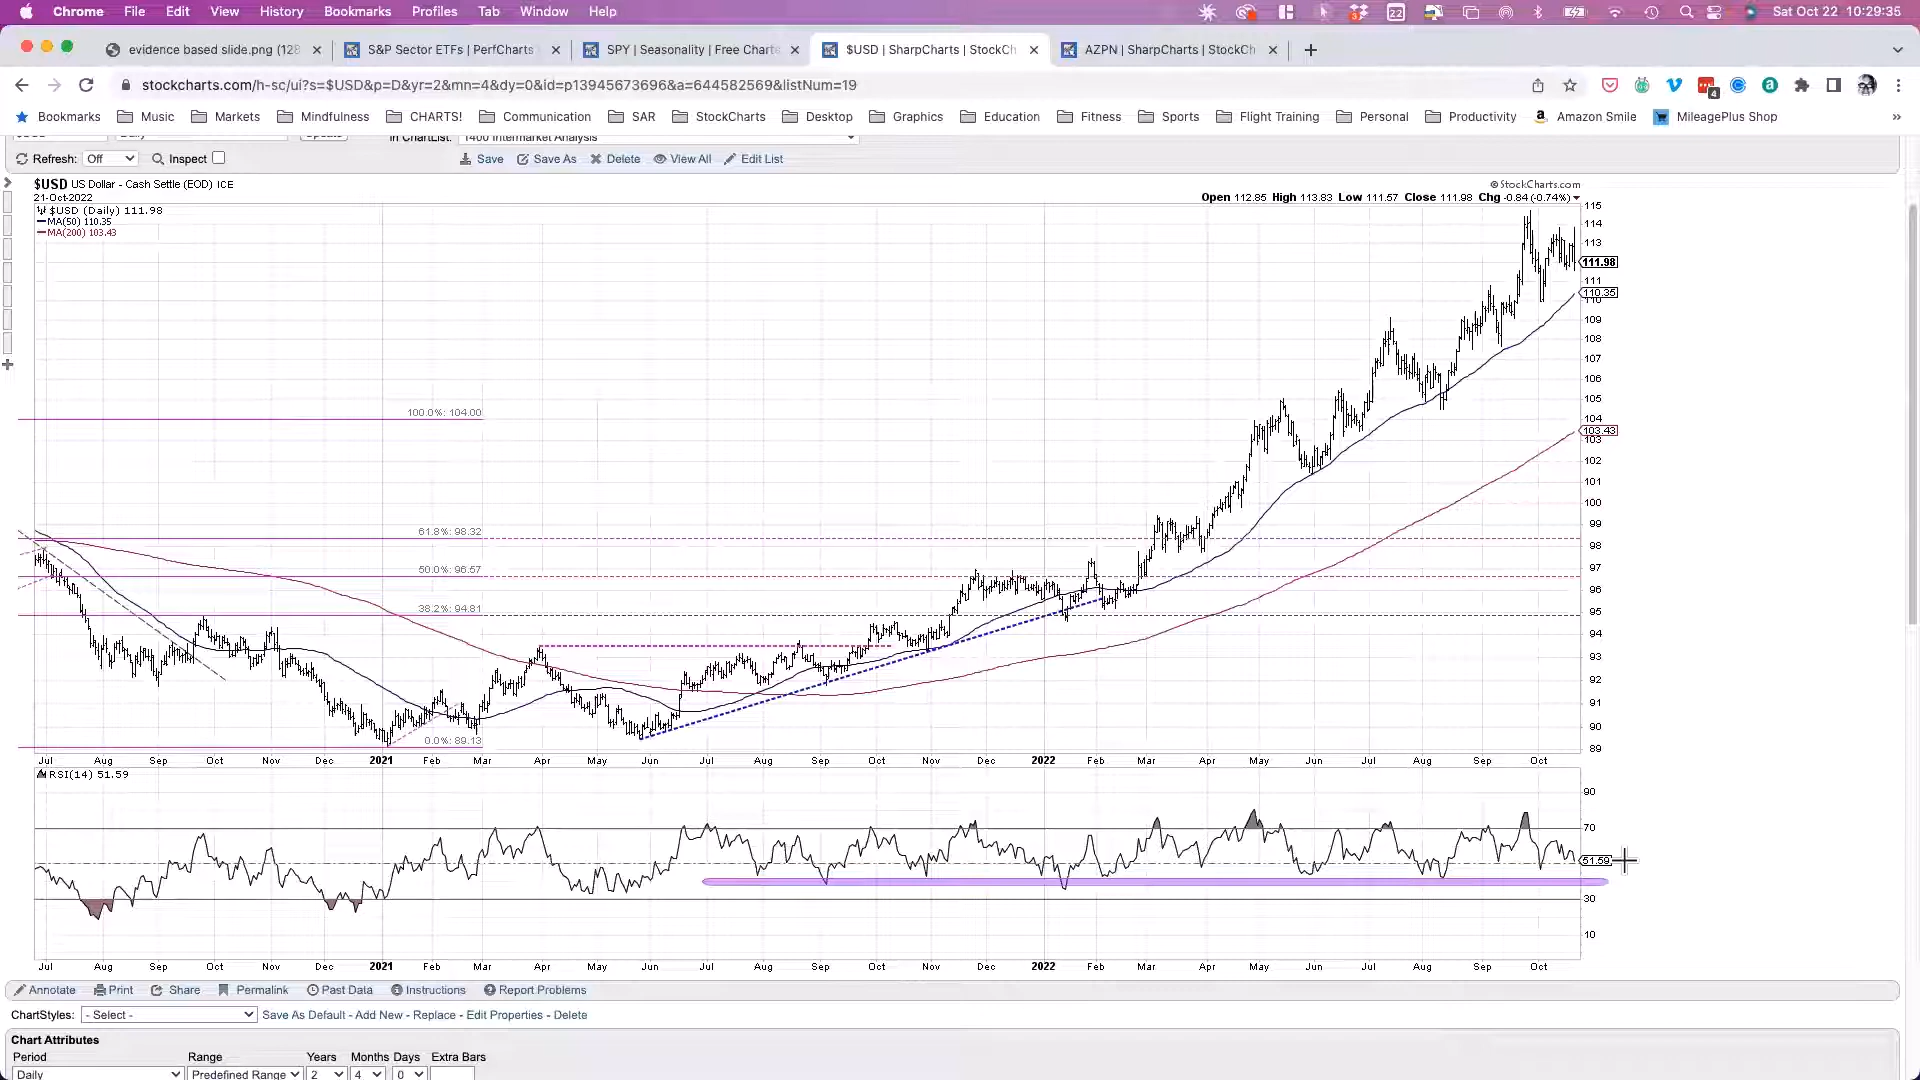 Chrome File Edit View History Bookmarks Profiles Tab Window Help 3 22 Sat Oct 22 10:29:35
evidence based slide.png (128 S&P Sector ETFs | PerfCharts SPY | Seasonality | Free Charts $USD | SharpCharts | StockCh AZPN | SharpCharts | StockCh
stockcharts.com/h-sc/ui?s=$USD&p=D&yr=2&mn=4&dy=0&id=p13945673696&a=644582569&listNum=19 4
Bookmarks Music Markets Mindfulness CHARTS! Communication SAR StockCharts Desktop Graphics Education Fitness Sports Flight Training Personal Productivity Amazon Smile MileagePlus Shop »
in ChartList: 1400 Intermarket Analysis
Refresh: Off Inspect Save Save As Delete View All Edit List
$USD US Dollar - Cash Settle (EOD) ICE © StockCharts.com
21-Oct-2022 Open 112.85 High 113.83 Low 111.57 Close 111.98 Chg -0.84 (-0.74%)
$USD (Daily) 111.98
MA(50) 110.35
MA(200) 103.43
115
114
113
111.98
111
110.35
110
109
108
107
106
105
104
103.43
103
102
101
100
99
98
97
96
95
94
93
92
91
90
89
100.0%: 104.00
61.8%: 98.32
50.0%: 96.57
38.2%: 94.81
0.0%: 89.13
Jul Aug Sep Oct Nov Dec 2021 Feb Mar Apr May Jun Jul Aug Sep Oct Nov Dec 2022 Feb Mar Apr May Jun Jul Aug Sep Oct
RSI(14) 51.59
90
70
51.59
30
10
Jul Aug Sep Oct Nov Dec 2021 Feb Mar Apr May Jun Jul Aug Sep Oct Nov Dec 2022 Feb Mar Apr May Jun Jul Aug Sep Oct
Annotate Print Share Permalink Past Data Instructions Report Problems
ChartStyles: - Select - Save As Default - Add New - Replace - Edit Properties - Delete
Chart Attributes
Period Range Years Months Days Extra Bars
Daily Predefined Range 2 4 0